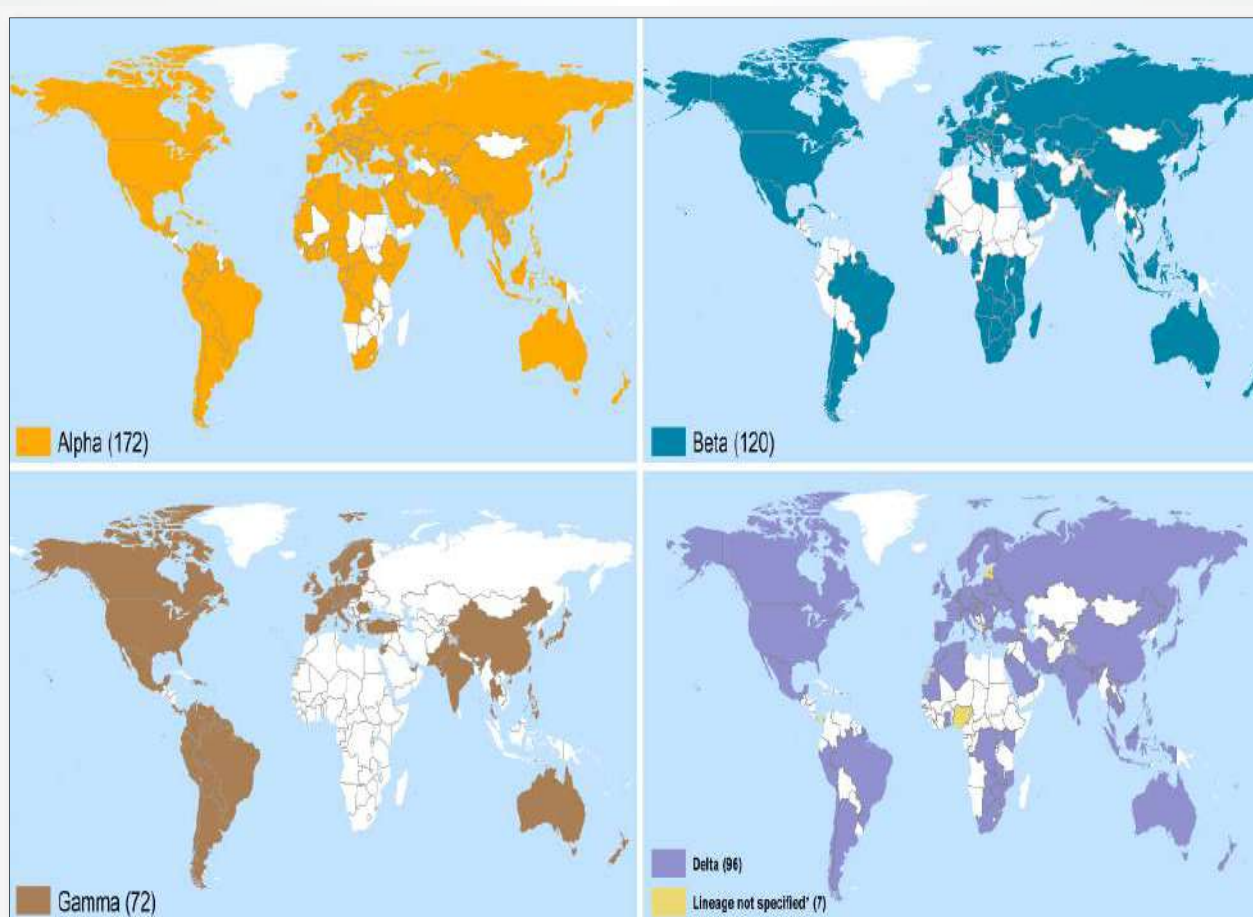 Alpha (172)
Beta (120)
Gamma (72)
Delta (96)
Lineage not specified* (7)